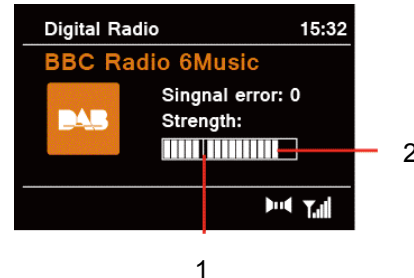 Digital Radio 15:32
BBC Radio 6Music
DAB
Singnal error: 0
Strength:
2
1